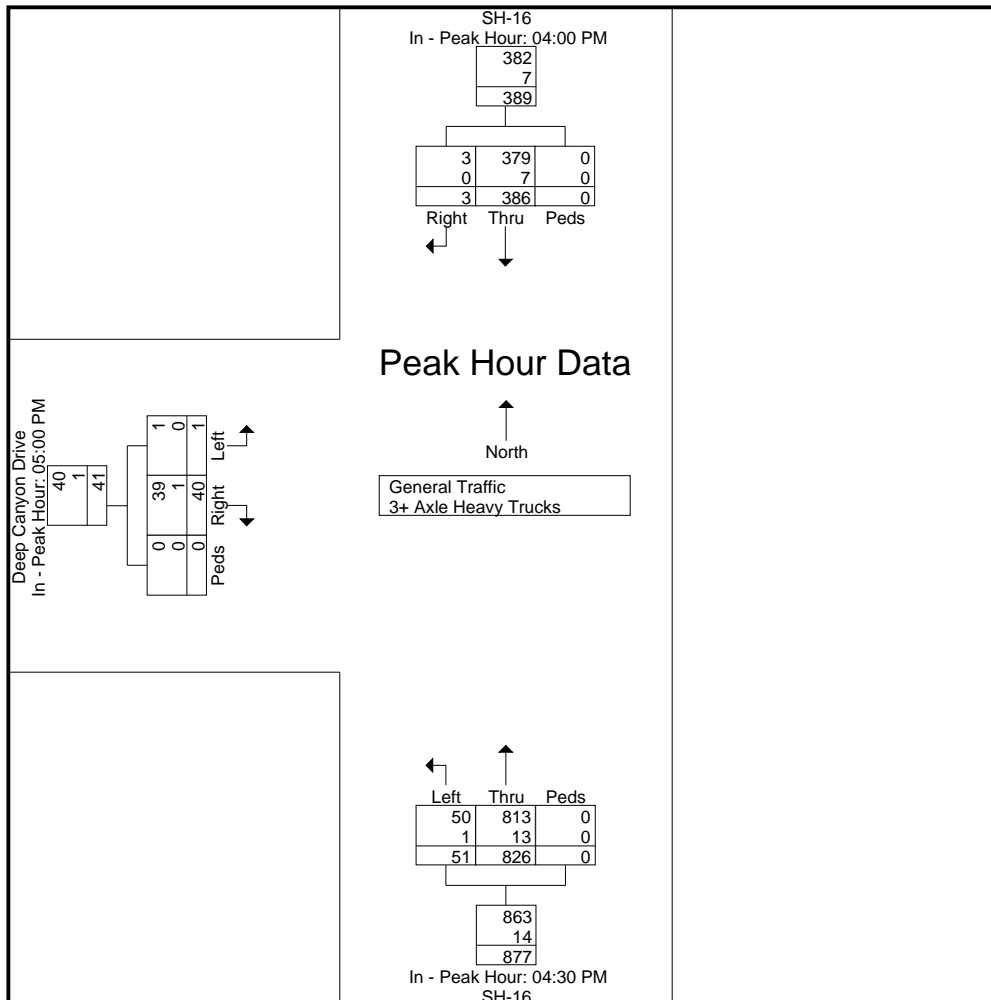 SH-16
In - Peak Hour: 04:00 PM
382
7
389
3 379 0
0 7 0
3 386 0
Right Thru Peds
Peak Hour Data
North
General Traffic
3+ Axle Heavy Trucks
Deep Canyon Drive
In - Peak Hour: 05:00 PM
40
1
41
1 0 1
Left
39 1 40
Right
0 0 0
Peds
Left Thru Peds
50 813 0
1 13 0
51 826 0
863
14
877
In - Peak Hour: 04:30 PM
SH-16